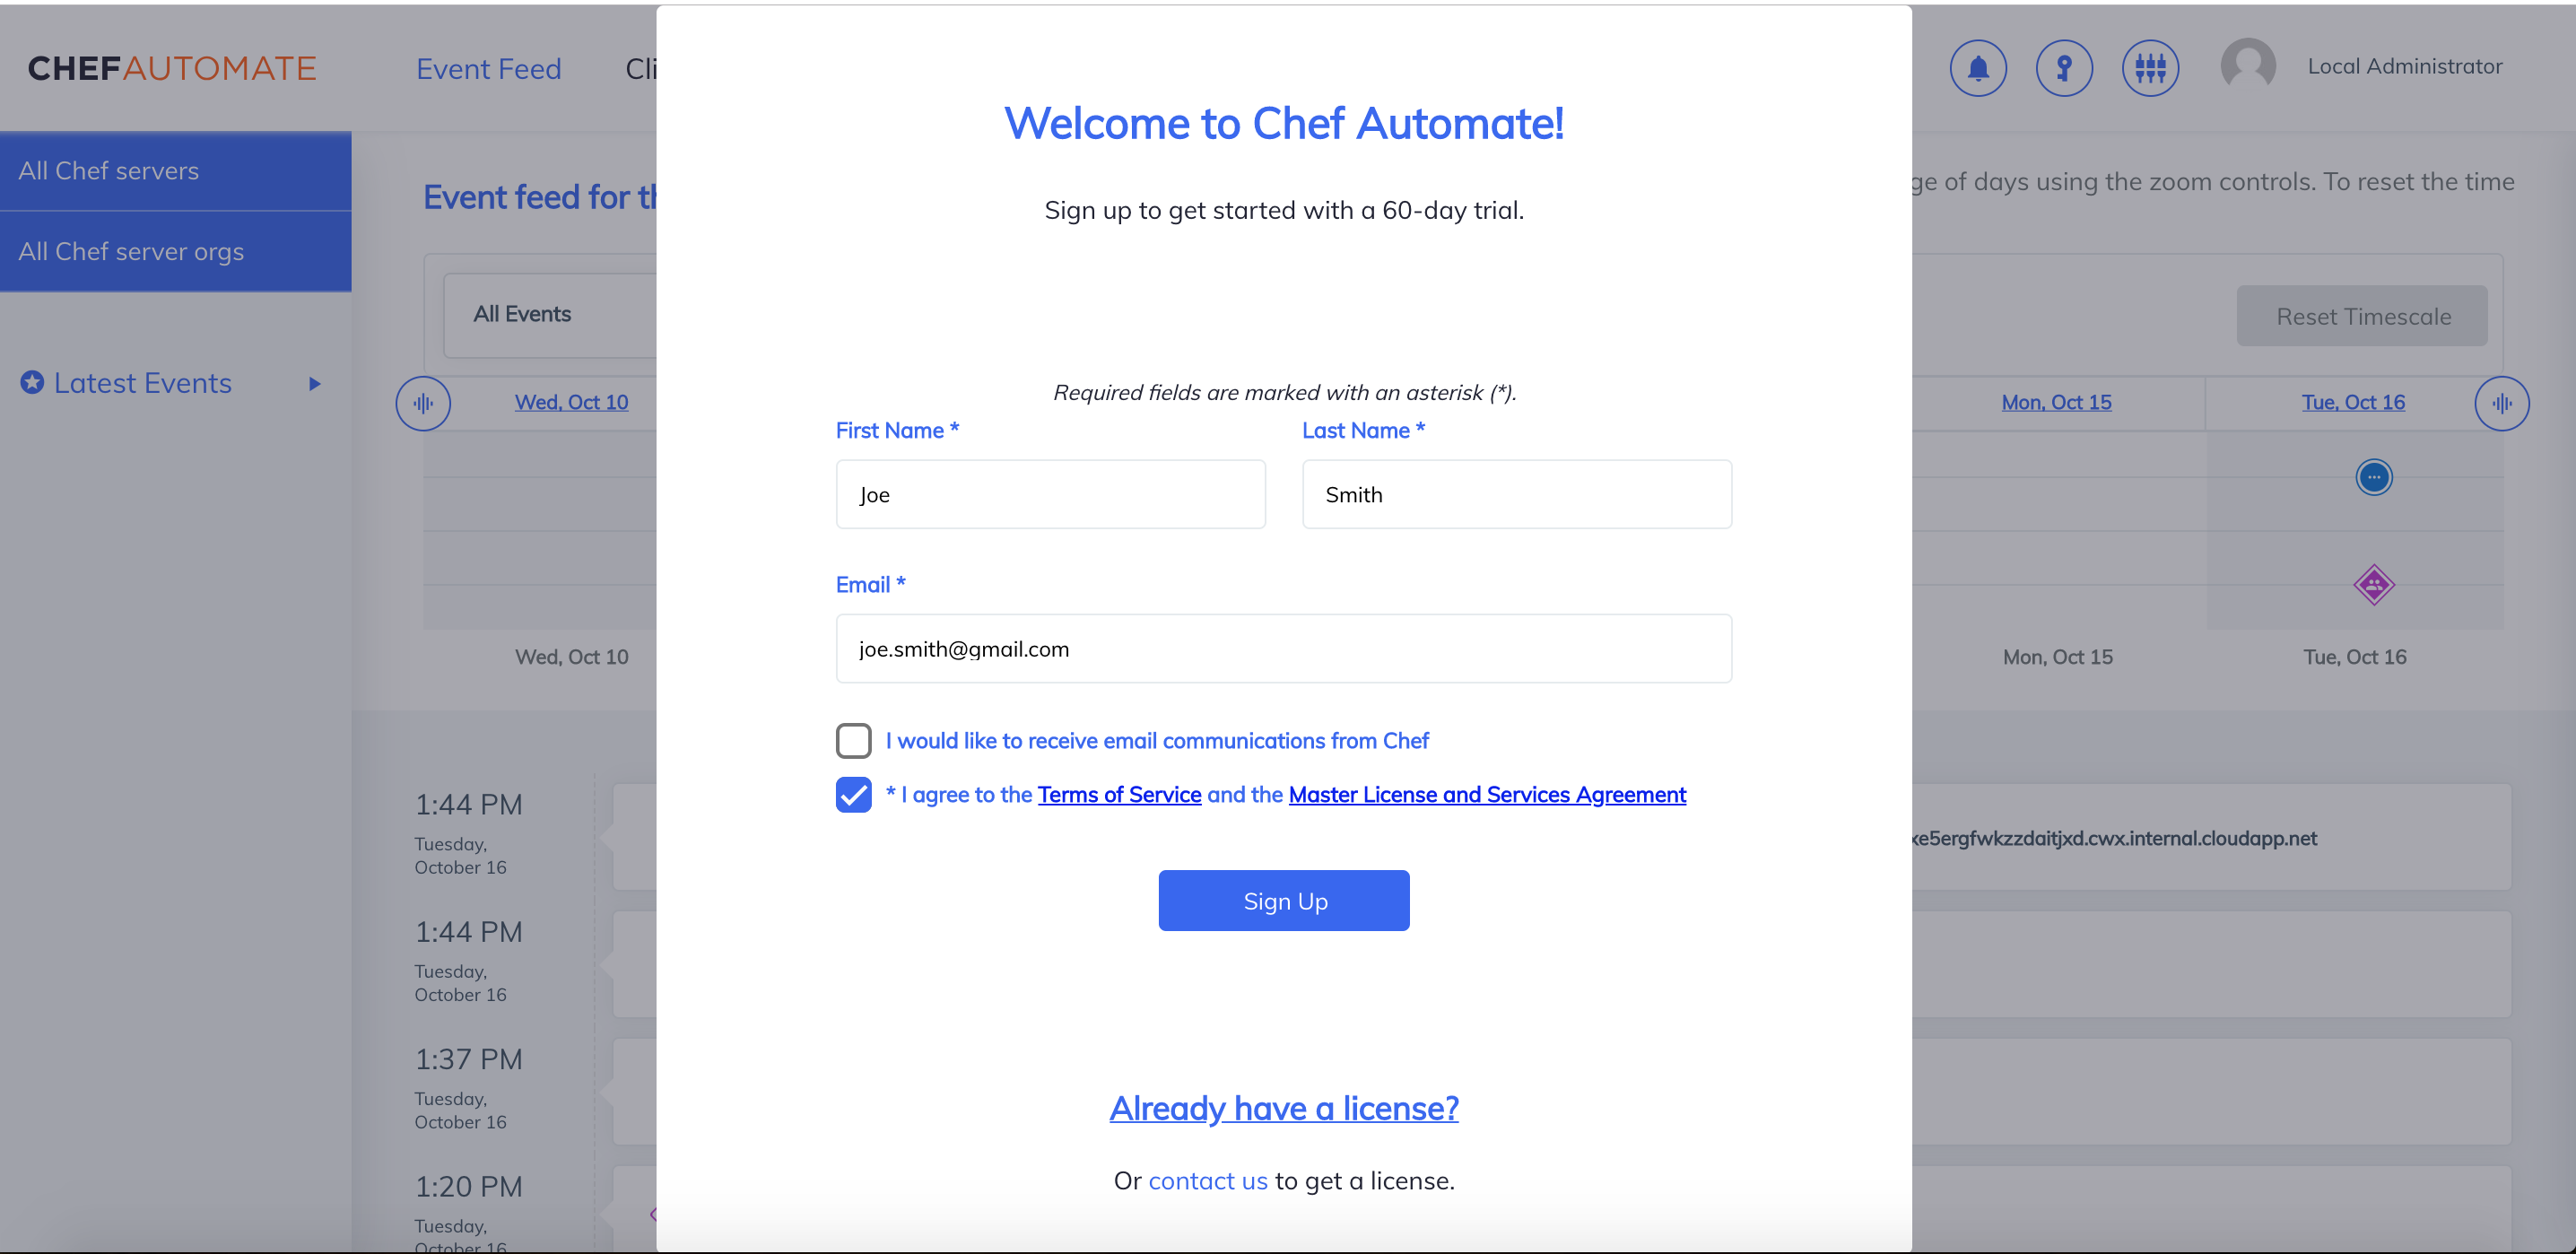 CHEFAUTOMATE
Event Feed
Cli
Local Administrator
All Chef servers
All Chef server orgs
Latest Events
Event feed for th
ge of days using the zoom controls. To reset the time
All Events
Reset Timescale
Wed, Oct 10
Mon, Oct 15
Tue, Oct 16
Wed, Oct 10
Mon, Oct 15
Tue, Oct 16
1:44 PM
Tuesday,
October 16
xe5ergfwkzzdaitjxd.cwx.internal.cloudapp.net
1:44 PM
Tuesday,
October 16
1:37 PM
Tuesday,
October 16
1:20 PM
Tuesday,
October 16
Welcome to Chef Automate!
Sign up to get started with a 60-day trial.
Required fields are marked with an asterisk (*).
First Name *
Last Name *
Joe
Smith
Email *
joe.smith@gmail.com
I would like to receive email communications from Chef
* I agree to the Terms of Service and the Master License and Services Agreement
Sign Up
Already have a license?
Or contact us to get a license.